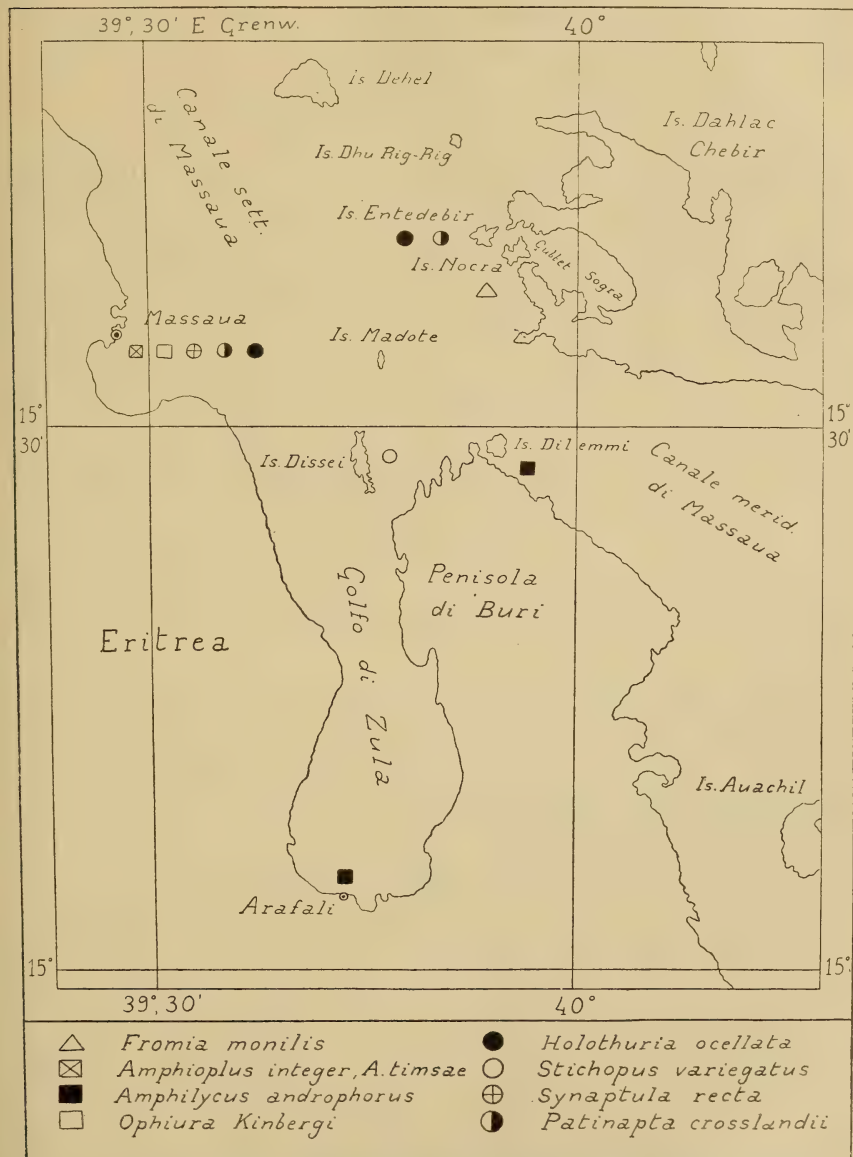 39°, 30' E Grenw.
40°
is Dehel
Canale sett.
di Massaua
Is. Dhu Rig-Rig
Is. Dahlac
Chebir
Is. Entedebir
Gubbet Sogra
Is. Nocra
Massaua
Is. Madote
15°
30'
15°
30'
Is. Dissei
Is. Dilemmi
Canale merid.
di Massaua
Penisola
di Buri
Golfo di Zula
Eritrea
Is. Auachil
Arafali
15°
15°
39°, 30'
40°
Fromia monilis
Amphioplus integer, A. timsae
Amphilycus androphorus
Ophiura Kinbergi
Holothuria ocellata
Stichopus variegatus
Synaptula recta
Patinapta crosslandii